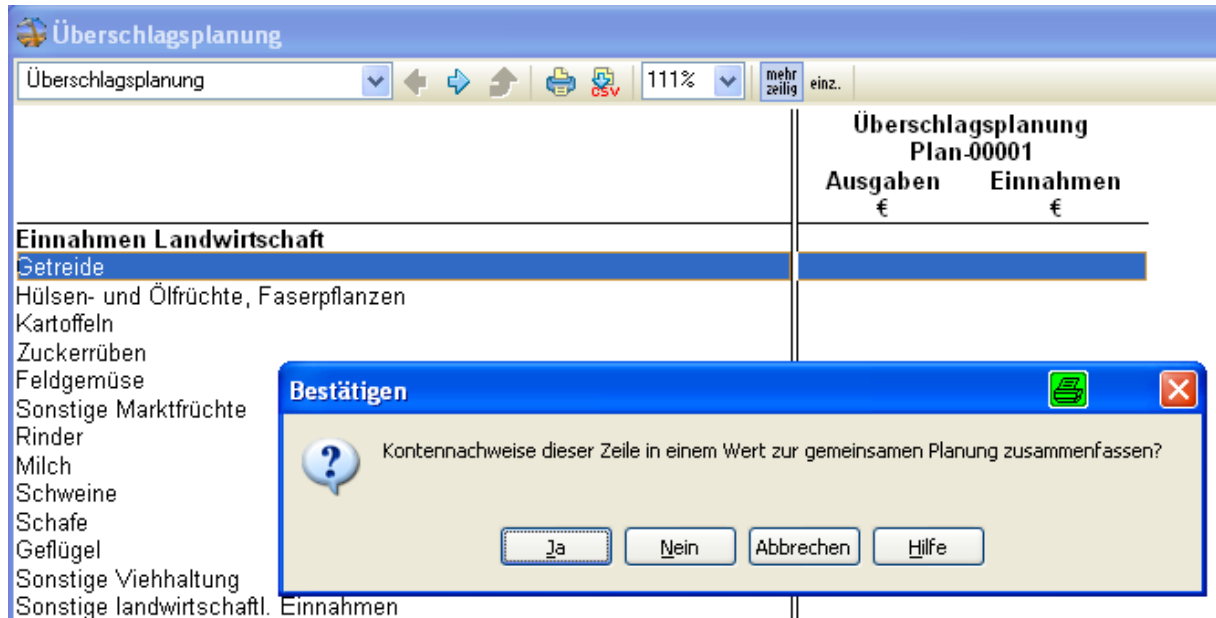 Überschlagsplanung
Überschlagsplanung CSV 111% mehr zeilig einz..
Überschlagsplanung
Plan-00001
Ausgaben Einnahmen
€ €
Einnahmen Landwirtschaft
Getreide
Hülsen- und Ölfrüchte, Faserpflanzen
Kartoffeln
Zuckerrüben
Feldgemüse
Sonstige Marktfrüchte
Rinder
Milch
Schweine
Schafe
Geflügel
Sonstige Viehhaltung
Sonstige landwirtschaftl. Einnahmen
Bestätigen
Kontennachweise dieser Zeile in einem Wert zur gemeinsamen Planung zusammenfassen?
Ja Nein Abbrechen Hilfe